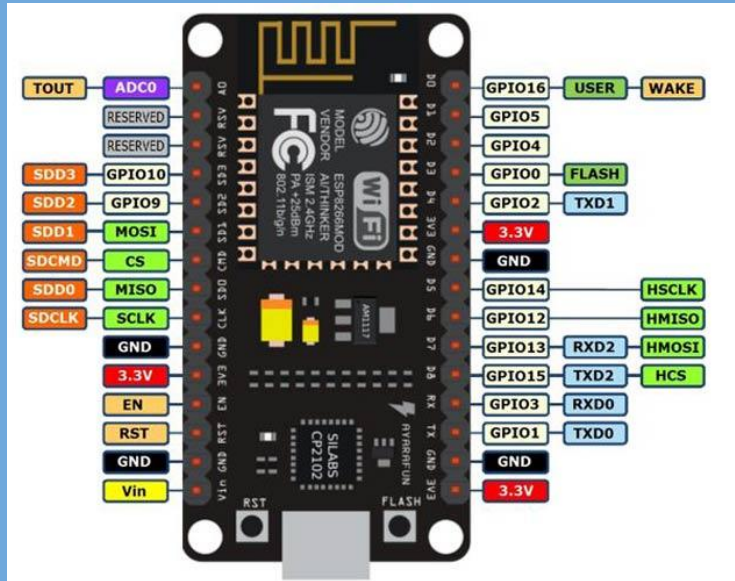 TOUT ADC0 A0 D0 GPIO16 USER WAKE
RESERVED RSV D1 GPIO5
RESERVED RSV D2 GPIO4
SDD3 GPIO10 SD3 D3 GPIO0 FLASH
SDD2 GPIO9 SD2 D4 GPIO2 TXD1
SDD1 MOSI SD1 3V3 3.3V
SDCMD CS CMD GND GND
SDD0 MISO SD0 D5 GPIO14 HSCLK
SDCLK SCLK CLK D6 GPIO12 HMISO
GND GND D7 GPIO13 RXD2 HMOSI
3.3V 3V3 D8 GPIO15 TXD2 HCS
EN EN RX GPIO3 RXD0
RST RST TX GPIO1 TXD0
GND GND GND GND
Vin Vin 3V3 3.3V
MODEL ESP8266MOD
VENDOR AI/THINKER
ISM 2.4GHz
PA +25dBm
802.11b/g/n
FC
Wi Fi
AM1117
SILABS
CP2102
AYARAFUN
RST
FLASH